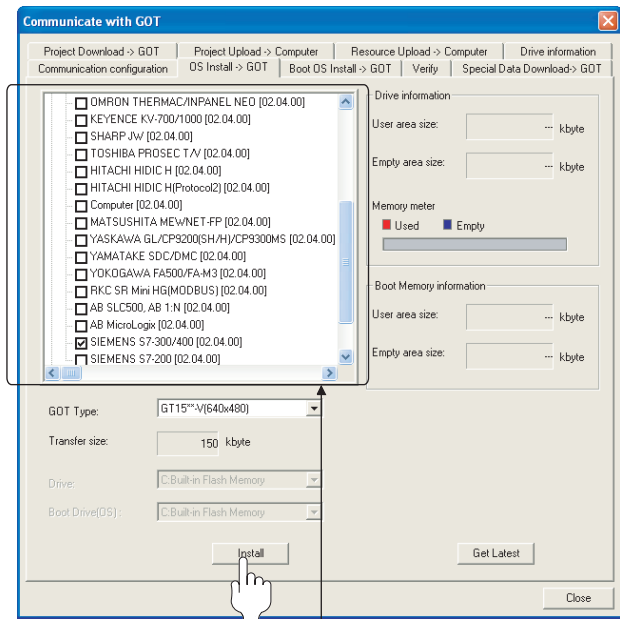 Communicate with GOT
Project Download -> GOT
Project Upload -> Computer
Resource Upload -> Computer
Drive information
Communication configuration
OS Install -> GOT
Boot OS Install -> GOT
Verify
Special Data Download-> GOT
OMRON THERMAC/INPANEL NEO [02.04.00]
KEYENCE KV-700/1000 [02.04.00]
SHARP JW [02.04.00]
TOSHIBA PROSEC T/V [02.04.00]
HITACHI HIDIC H [02.04.00]
HITACHI HIDIC H(Protocol2) [02.04.00]
Computer [02.04.00]
MATSUSHITA MEWNET-FP [02.04.00]
YASKAWA GL/CP9200(SH/H)/CP9300MS [02.04.00]
YAMATAKE SDC/DMC [02.04.00]
YOKOGAWA FA500/FA-M3 [02.04.00]
RKC SR Mini HG(MODBUS) [02.04.00]
AB SLC500, AB 1:N [02.04.00]
AB MicroLogix [02.04.00]
SIEMENS S7-300/400 [02.04.00]
SIEMENS S7-200 [02.04.00]
Drive information
User area size: --- kbyte
Empty area size: --- kbyte
Memory meter
Used Empty
Boot Memory information
User area size: --- kbyte
Empty area size: --- kbyte
GOT Type: GT15**-V(640x480)
Transfer size: 150 kbyte
Drive: C:Built-in Flash Memory
Boot Drive(OS) : C:Built-in Flash Memory
Install
Get Latest
Close